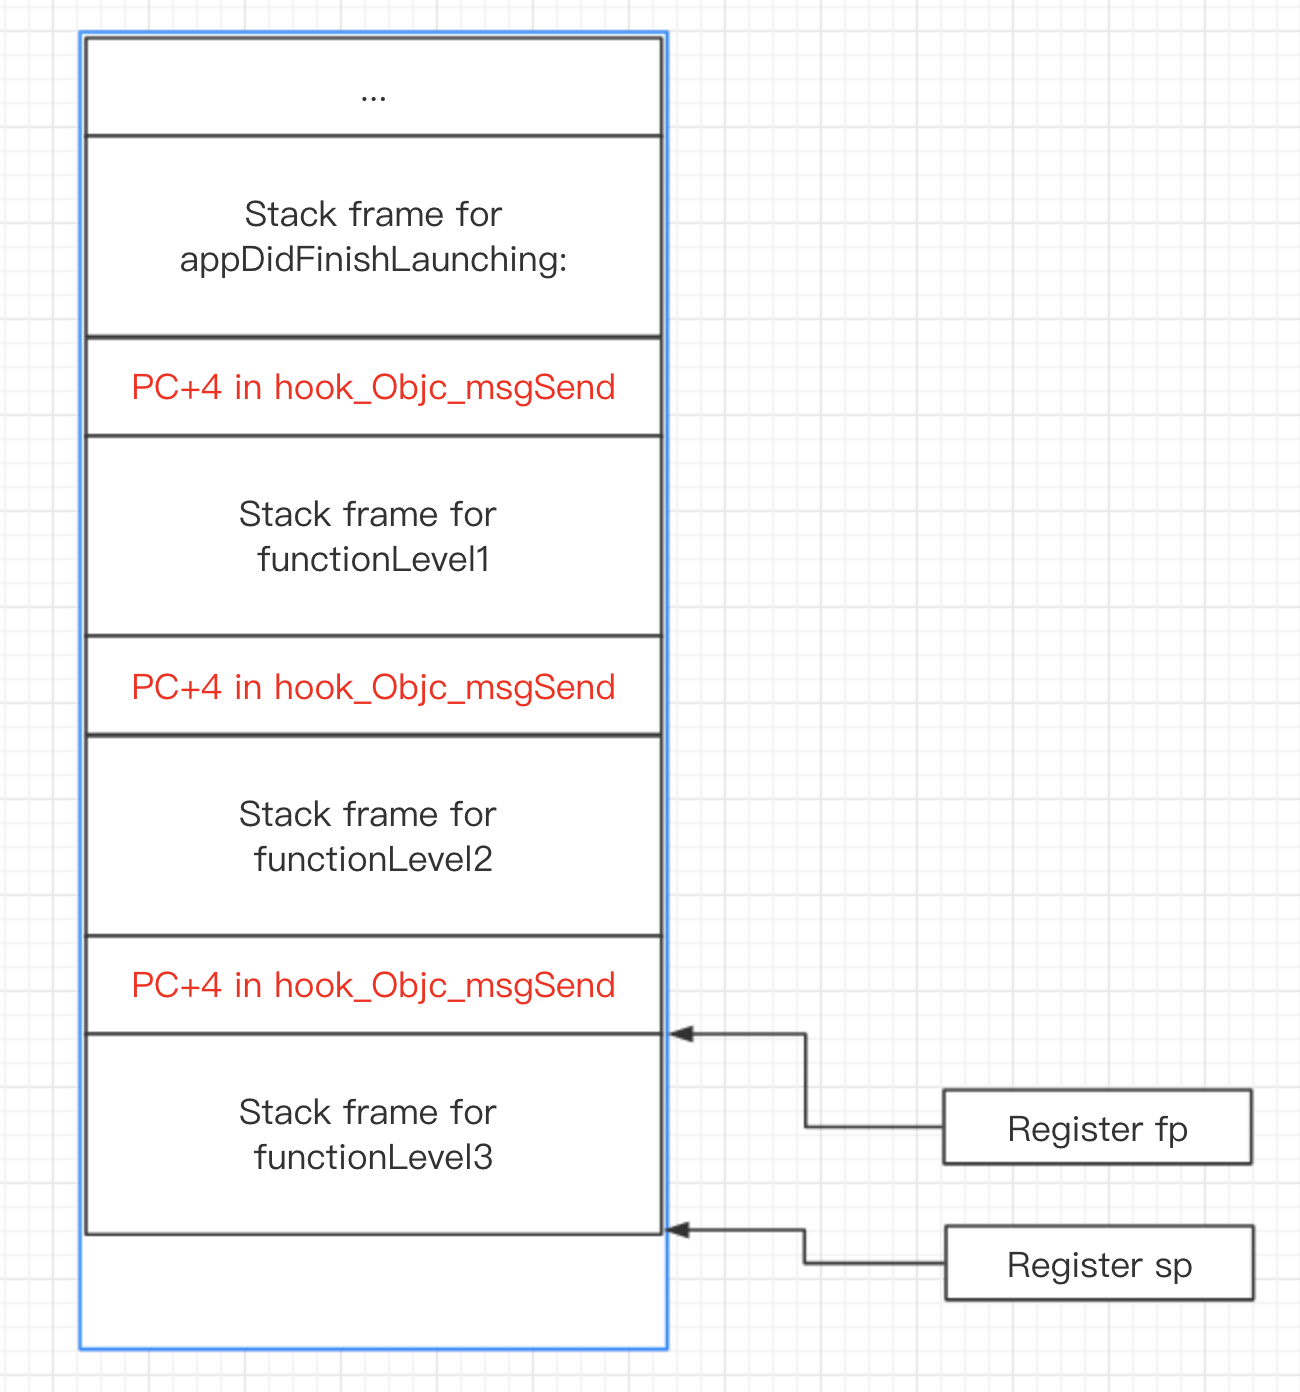 ...
Stack frame for
appDidFinishLaunching:
PC+4 in hook_Objc_msgSend
Stack frame for
functionLevel1
PC+4 in hook_Objc_msgSend
Stack frame for
functionLevel2
PC+4 in hook_Objc_msgSend
Stack frame for
functionLevel3
Register fp
Register sp